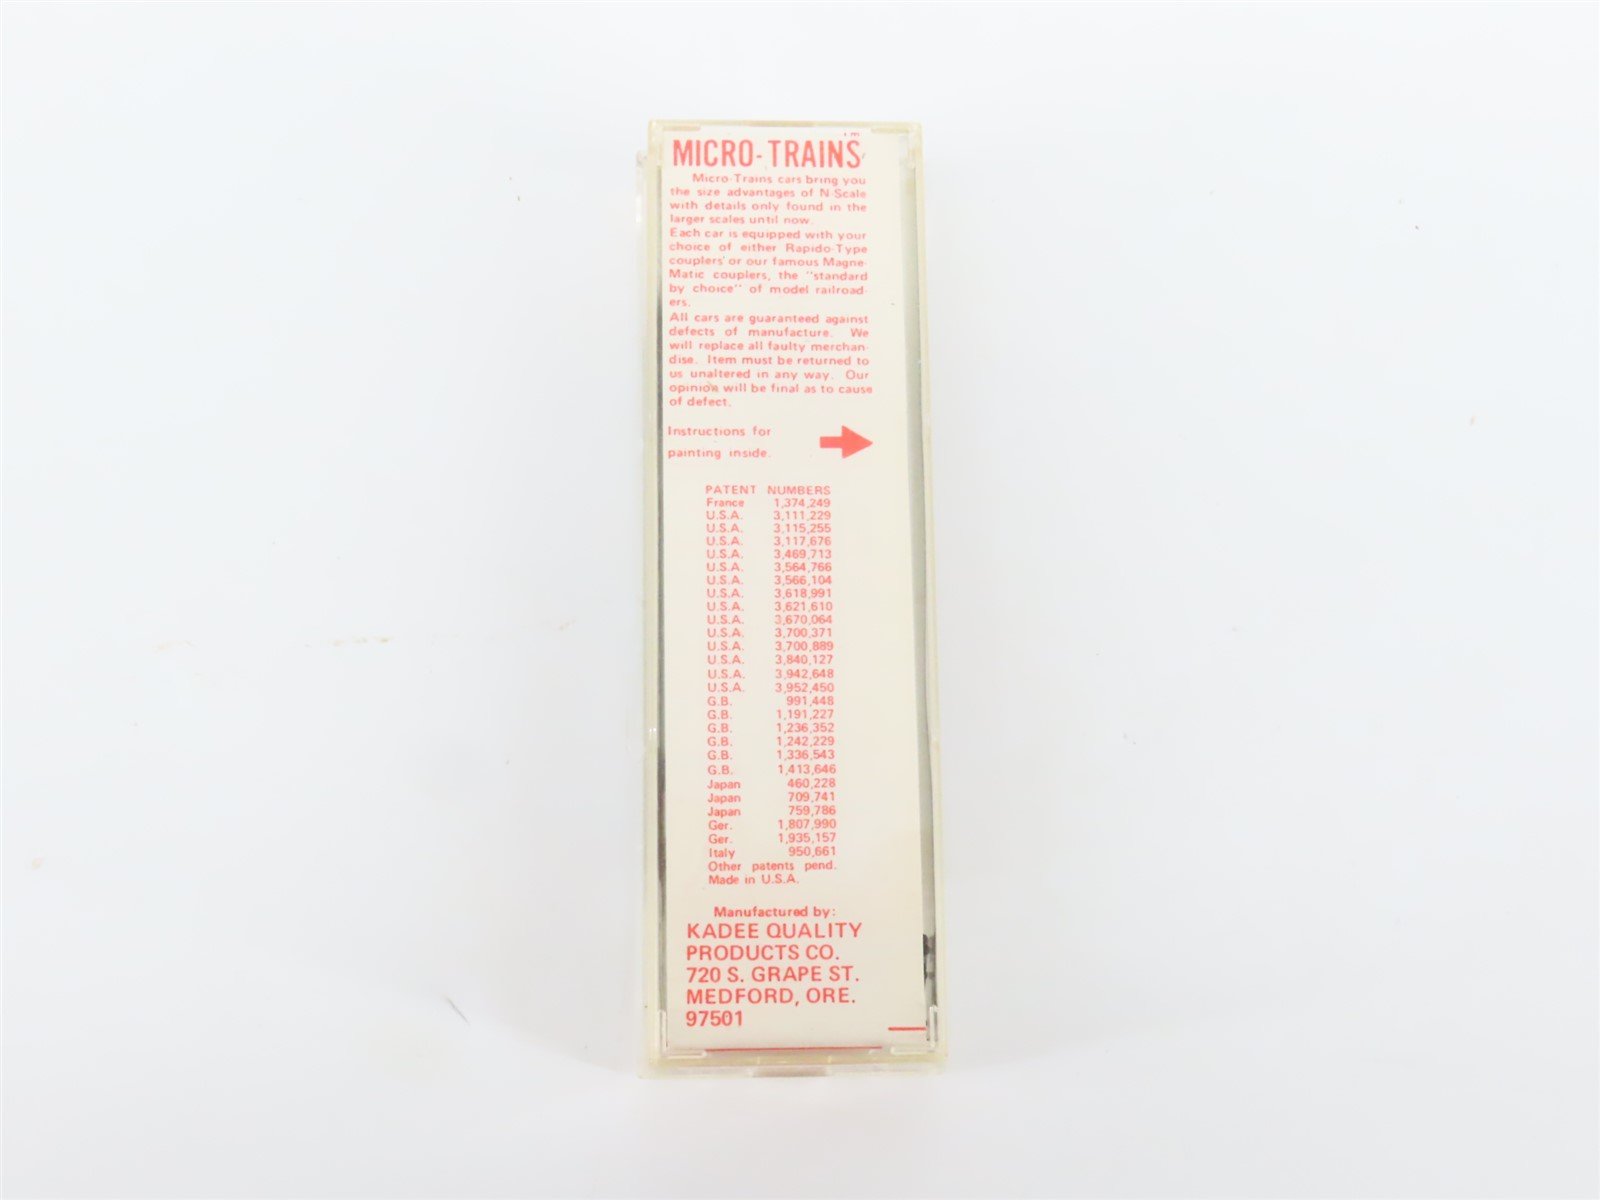 MICRO-TRAINS™
Micro-Trains cars bring you
the size advantages of N Scale
with details only found in the
larger scales until now.
Each car is equipped with your
choice of either Rapido-Type
couplers or our famous Magne-
Matic couplers, the "standard
by choice" of model railroad-
ers.
All cars are guaranteed against
defects of manufacture. We
will replace all faulty merchan-
dise. Item must be returned to
us unaltered in any way. Our
opinion will be final as to cause
of defect.
Instructions for
painting inside.
PATENT NUMBERS
France 1,374,249
U.S.A. 3,111,229
U.S.A. 3,115,255
U.S.A. 3,117,676
U.S.A. 3,469,713
U.S.A. 3,564,766
U.S.A. 3,566,104
U.S.A. 3,618,991
U.S.A. 3,621,610
U.S.A. 3,670,064
U.S.A. 3,700,371
U.S.A. 3,700,889
U.S.A. 3,840,127
U.S.A. 3,942,648
U.S.A. 3,952,450
G.B. 991,448
G.B. 1,191,227
G.B. 1,236,352
G.B. 1,242,229
G.B. 1,336,543
G.B. 1,413,646
Japan 460,228
Japan 709,741
Japan 759,786
Ger. 1,807,990
Ger. 1,935,157
Italy 950,661
Other patents pend.
Made in U.S.A.
Manufactured by:
KADEE QUALITY
PRODUCTS CO.
720 S. GRAPE ST.
MEDFORD, ORE.
97501